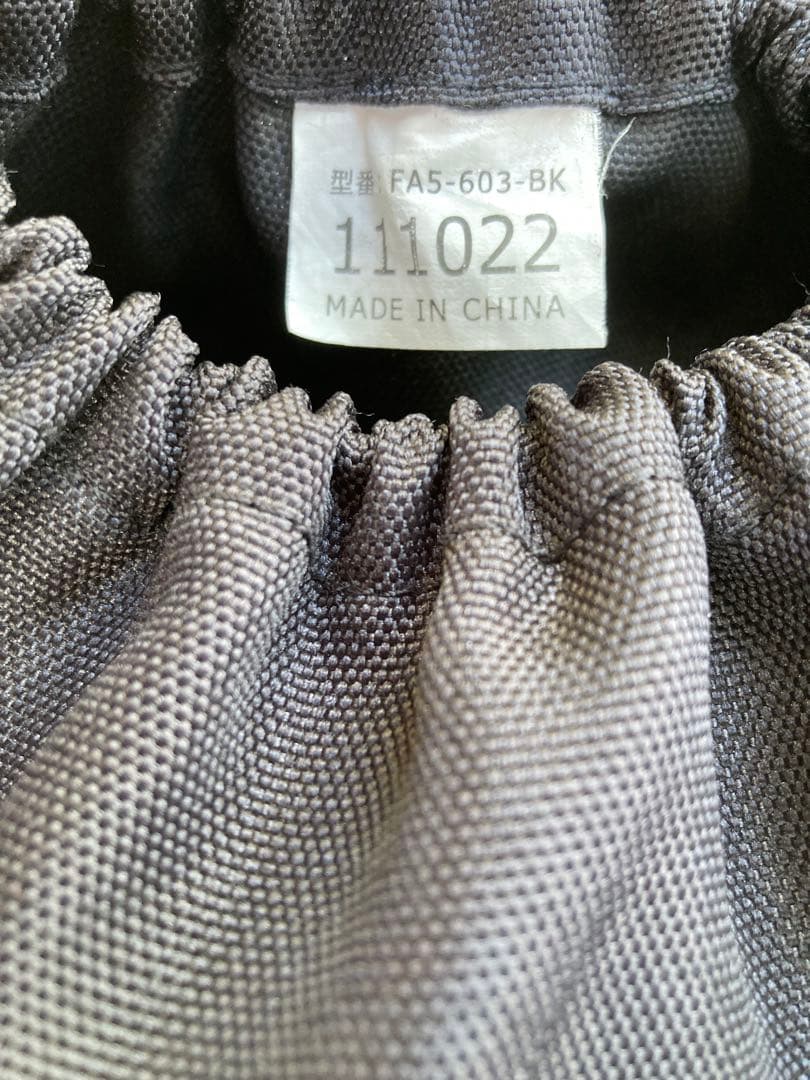 型番 FA5-603-BK
111022
MADE IN CHINA